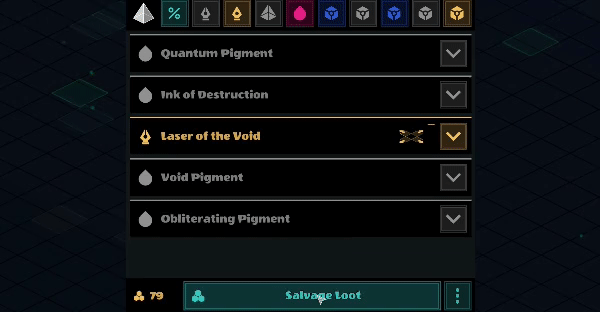 %
Quantum Pigment
Ink of Destruction
Laser of the Void
Void Pigment
Obliterating Pigment
79
Salvage Loot